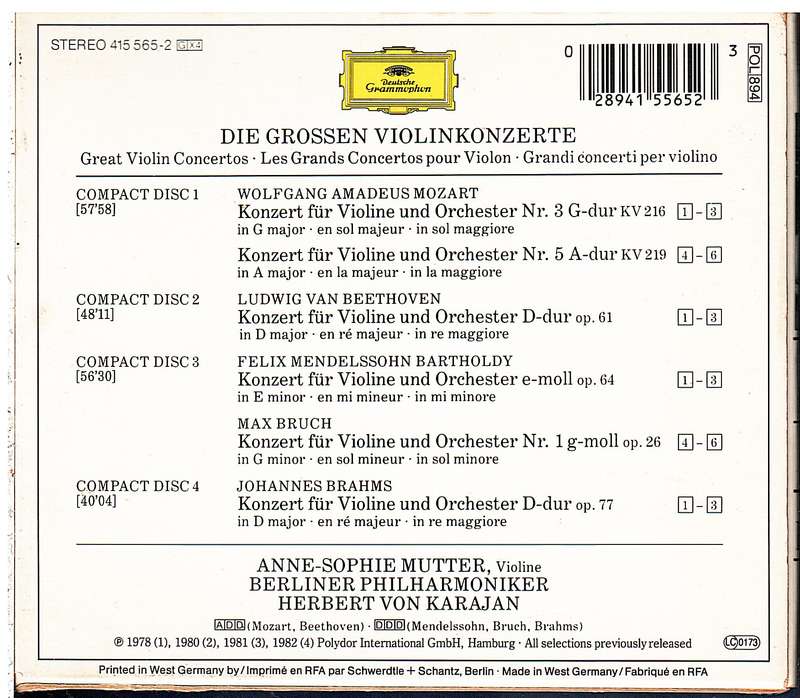 STEREO 415 565-2 GX4
Deutsche
Grammophon
0 28941 55652 3
POL 894
DIE GROSSEN VIOLINKONZERTE
Great Violin Concertos · Les Grands Concertos pour Violon · Grandi concerti per violino
COMPACT DISC 1
[57'58]
WOLFGANG AMADEUS MOZART
Konzert für Violine und Orchester Nr. 3 G-dur KV 216 1 – 3
in G major · en sol majeur · in sol maggiore
Konzert für Violine und Orchester Nr. 5 A-dur KV 219 4 – 6
in A major · en la majeur · in la maggiore
COMPACT DISC 2
[48'11]
LUDWIG VAN BEETHOVEN
Konzert für Violine und Orchester D-dur op. 61 1 – 3
in D major · en ré majeur · in re maggiore
COMPACT DISC 3
[56'30]
FELIX MENDELSSOHN BARTHOLDY
Konzert für Violine und Orchester e-moll op. 64 1 – 3
in E minor · en mi mineur · in mi minore
MAX BRUCH
Konzert für Violine und Orchester Nr. 1 g-moll op. 26 4 – 6
in G minor · en sol mineur · in sol minore
COMPACT DISC 4
[40'04]
JOHANNES BRAHMS
Konzert für Violine und Orchester D-dur op. 77 1 – 3
in D major · en ré majeur · in re maggiore
ANNE-SOPHIE MUTTER, Violine
BERLINER PHILHARMONIKER
HERBERT VON KARAJAN
ADD (Mozart, Beethoven) · DDD (Mendelssohn, Bruch, Brahms)
℗ 1978 (1), 1980 (2), 1981 (3), 1982 (4) Polydor International GmbH, Hamburg · All selections previously released
LC 0173
Printed in West Germany by / Imprimé en RFA par Schwerdtle + Schantz, Berlin · Made in West Germany / Fabriqué en RFA